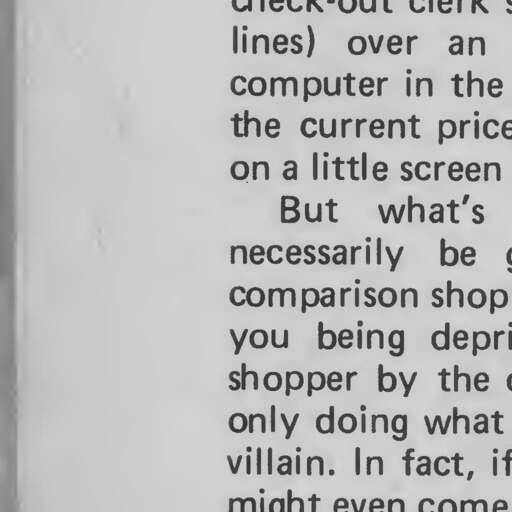 check-out clerk
lines) over an
computer in the
the current price
on a little screen
But what's
necessarily be
comparison shop
you being depri
shopper by the
only doing what
villain. In fact, if
might even come